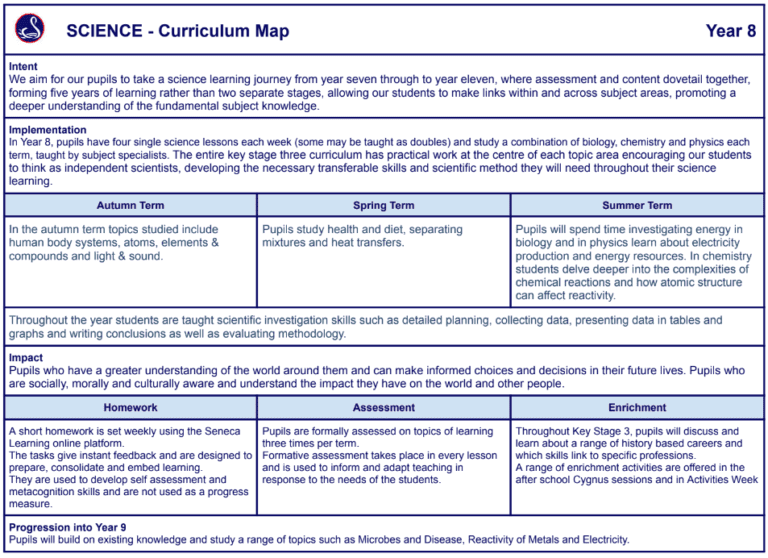 SCIENCE - Curriculum Map
Year 8
Intent
We aim for our pupils to take a science learning journey from year seven through to year eleven, where assessment and content dovetail together,
forming five years of learning rather than two separate stages, allowing our students to make links within and across subject areas, promoting a
deeper understanding of the fundamental subject knowledge.
Implementation
In Year 8, pupils have four single science lessons each week (some may be taught as doubles) and study a combination of biology, chemistry and physics each
term, taught by subject specialists. The entire key stage three curriculum has practical work at the centre of each topic area encouraging our students
to think as independent scientists, developing the necessary transferable skills and scientific method they will need throughout their science
learning.
Autumn Term
Spring Term
Summer Term
In the autumn term topics studied include
human body systems, atoms, elements &
compounds and light & sound.
Pupils study health and diet, separating
mixtures and heat transfers.
Pupils will spend time investigating energy in
biology and in physics learn about electricity
production and energy resources. In chemistry
students delve deeper into the complexities of
chemical reactions and how atomic structure
can affect reactivity.
Throughout the year students are taught scientific investigation skills such as detailed planning, collecting data, presenting data in tables and
graphs and writing conclusions as well as evaluating methodology.
Impact
Pupils who have a greater understanding of the world around them and can make informed choices and decisions in their future lives. Pupils who
are socially, morally and culturally aware and understand the impact they have on the world and other people.
Homework
Assessment
Enrichment
A short homework is set weekly using the Seneca
Learning online platform.
The tasks give instant feedback and are designed to
prepare, consolidate and embed learning.
They are used to develop self assessment and
metacognition skills and are not used as a progress
measure.
Pupils are formally assessed on topics of learning
three times per term.
Formative assessment takes place in every lesson
and is used to inform and adapt teaching in
response to the needs of the students.
Throughout Key Stage 3, pupils will discuss and
learn about a range of history based careers and
which skills link to specific professions.
A range of enrichment activities are offered in the
after school Cygnus sessions and in Activities Week
Progression into Year 9
Pupils will build on existing knowledge and study a range of topics such as Microbes and Disease, Reactivity of Metals and Electricity.